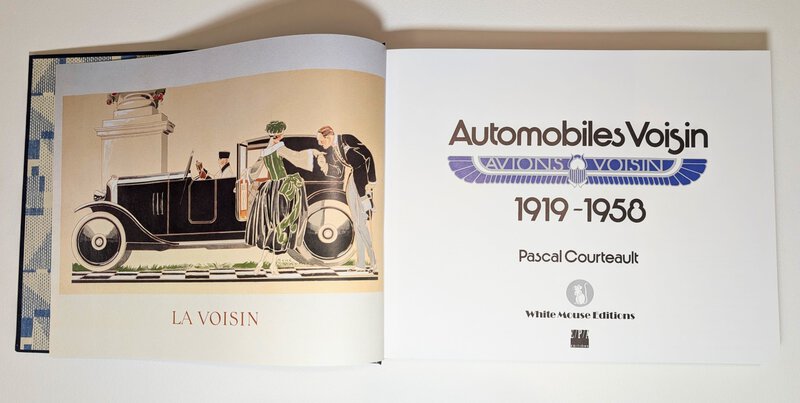 LA VOISIN
Automobiles Voisin
AVIONS VOISIN
1919-1958
Pascal Courteault
White Mouse Editions